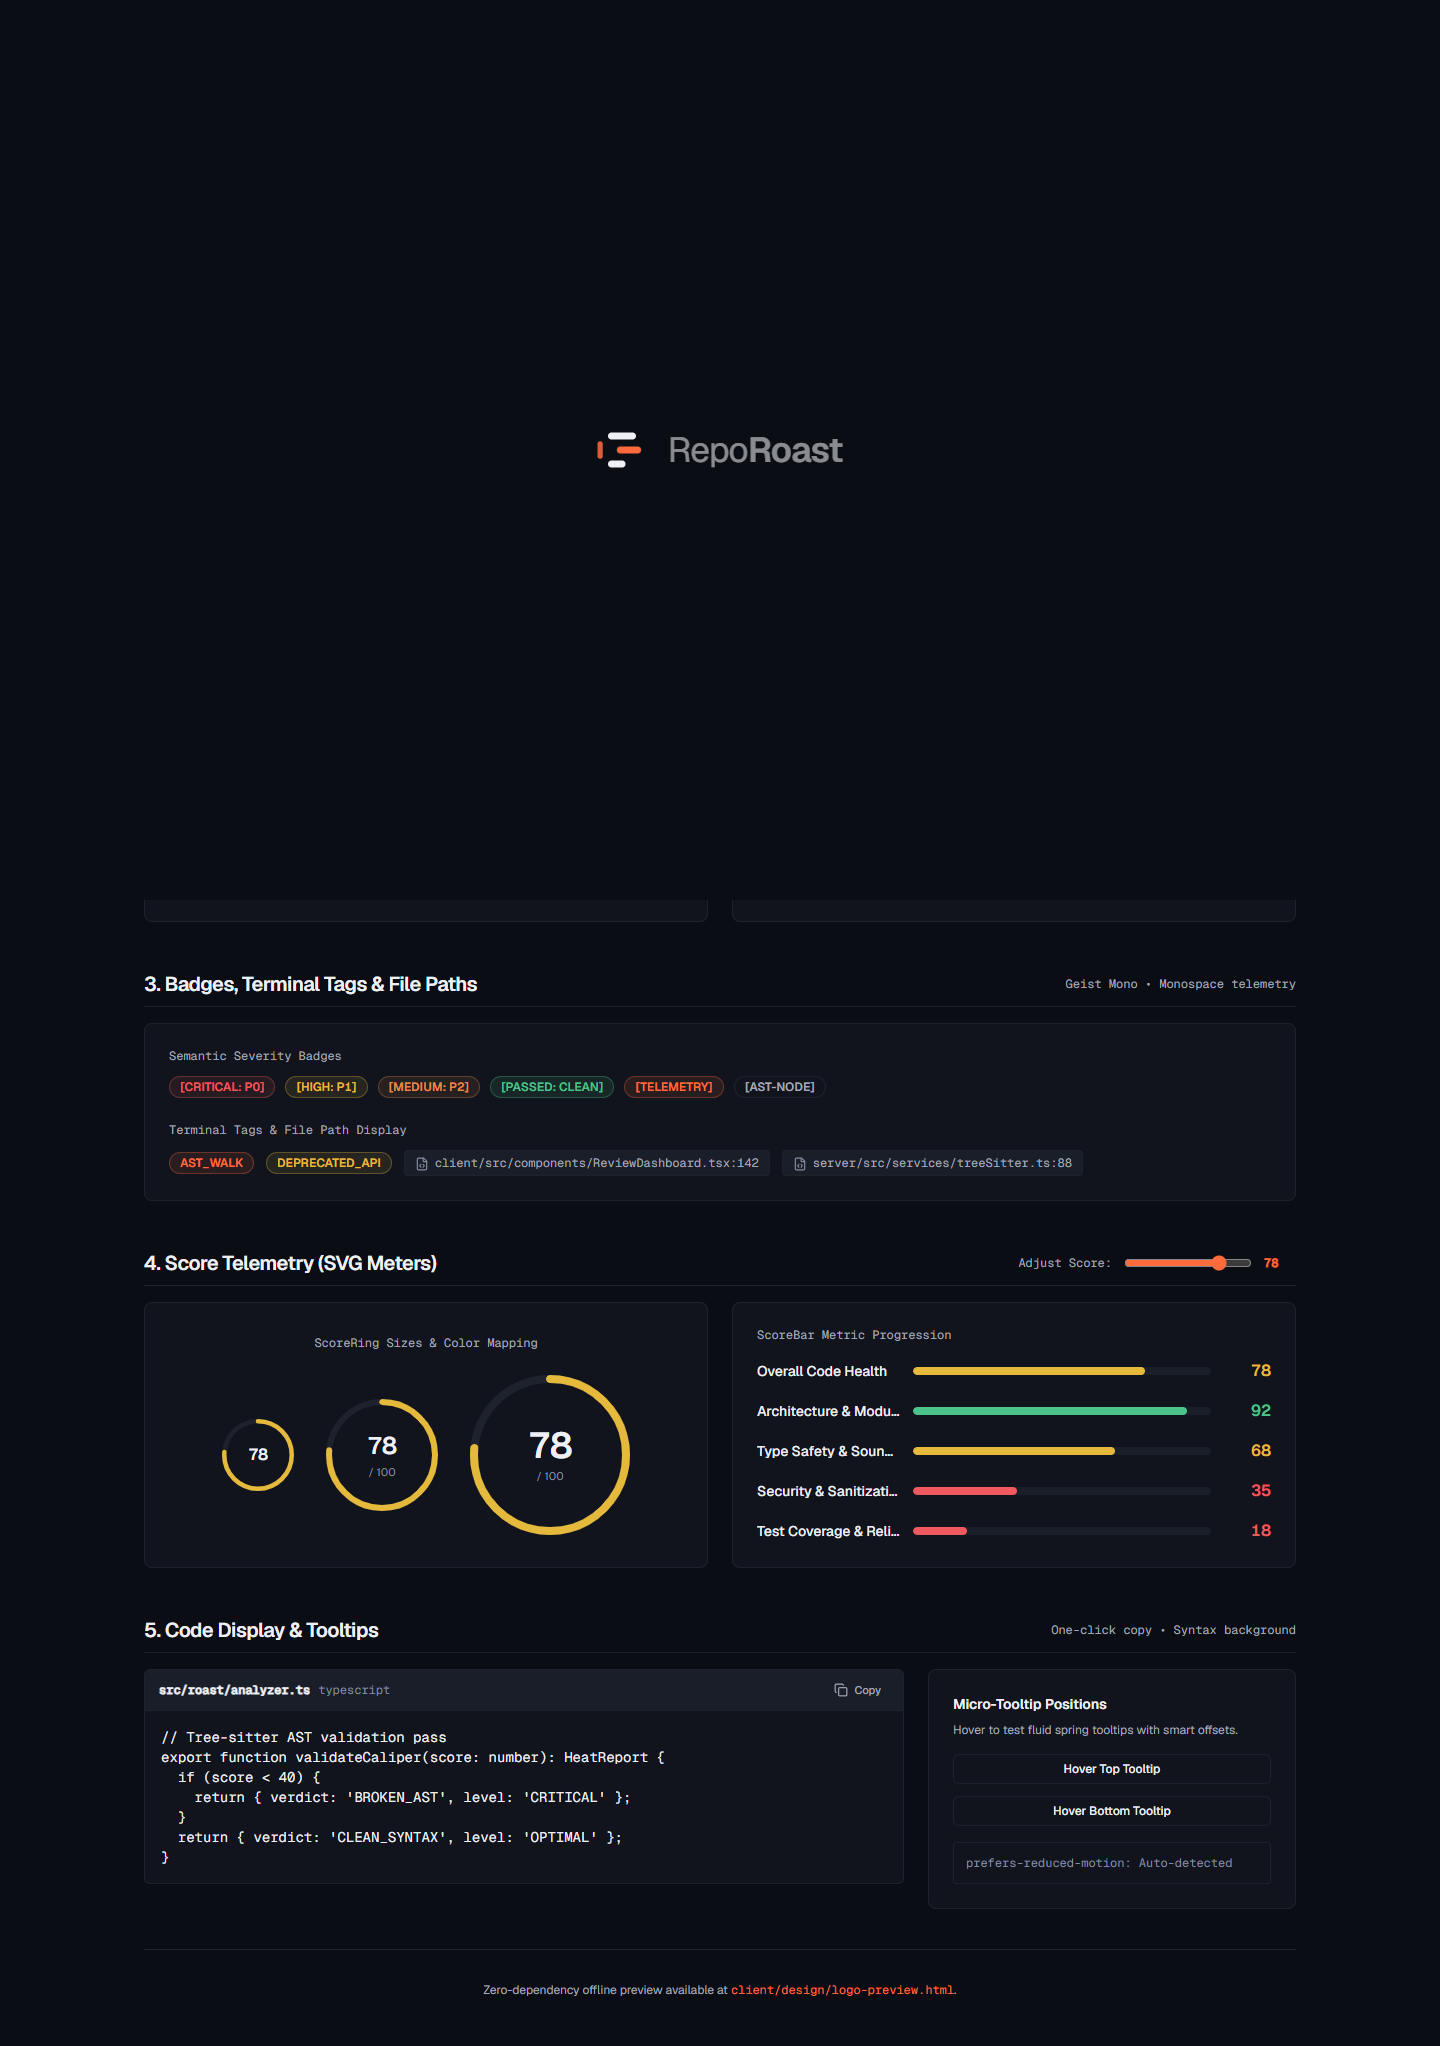 RepoRoast
3. Badges, Terminal Tags & File Paths
Geist Mono • Monospace telemetry
Semantic Severity Badges
[CRITICAL: P0] [HIGH: P1] [MEDIUM: P2] [PASSED: CLEAN] [TELEMETRY] [AST-NODE]
Terminal Tags & File Path Display
AST_WALK DEPRECATED_API client/src/components/ReviewDashboard.tsx:142 server/src/services/treeSitter.ts:88
4. Score Telemetry (SVG Meters)
Adjust Score: 78
ScoreRing Sizes & Color Mapping
78
78
/ 100
78
/ 100
ScoreBar Metric Progression
Overall Code Health 78
Architecture & Modu... 92
Type Safety & Soun... 68
Security & Sanitizati... 35
Test Coverage & Reli... 18
5. Code Display & Tooltips
One-click copy • Syntax background
src/roast/analyzer.ts typescript Copy
// Tree-sitter AST validation pass
export function validateCaliper(score: number): HeatReport {
  if (score < 40) {
    return { verdict: 'BROKEN_AST', level: 'CRITICAL' };
  }
  return { verdict: 'CLEAN_SYNTAX', level: 'OPTIMAL' };
}
Micro-Tooltip Positions
Hover to test fluid spring tooltips with smart offsets.
Hover Top Tooltip
Hover Bottom Tooltip
prefers-reduced-motion: Auto-detected
Zero-dependency offline preview available at client/design/logo-preview.html.